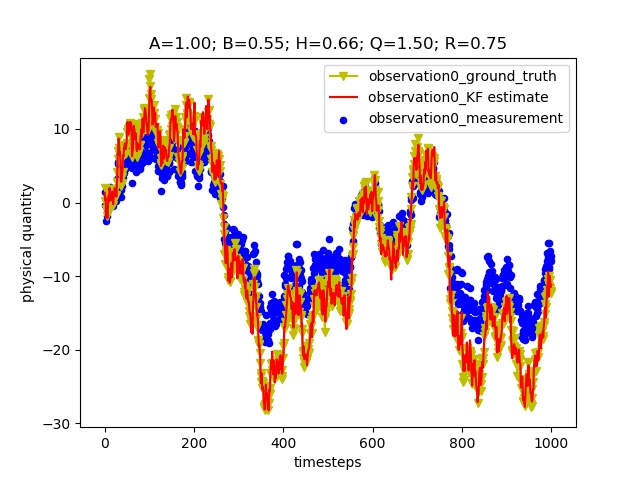 A=1.00; B=0.55; H=0.66; Q=1.50; R=0.75
observation0_ground_truth
observation0_KF estimate
observation0_measurement
physical quantity
10
0
−10
−20
−30
0 200 400 600 800 1000
timesteps